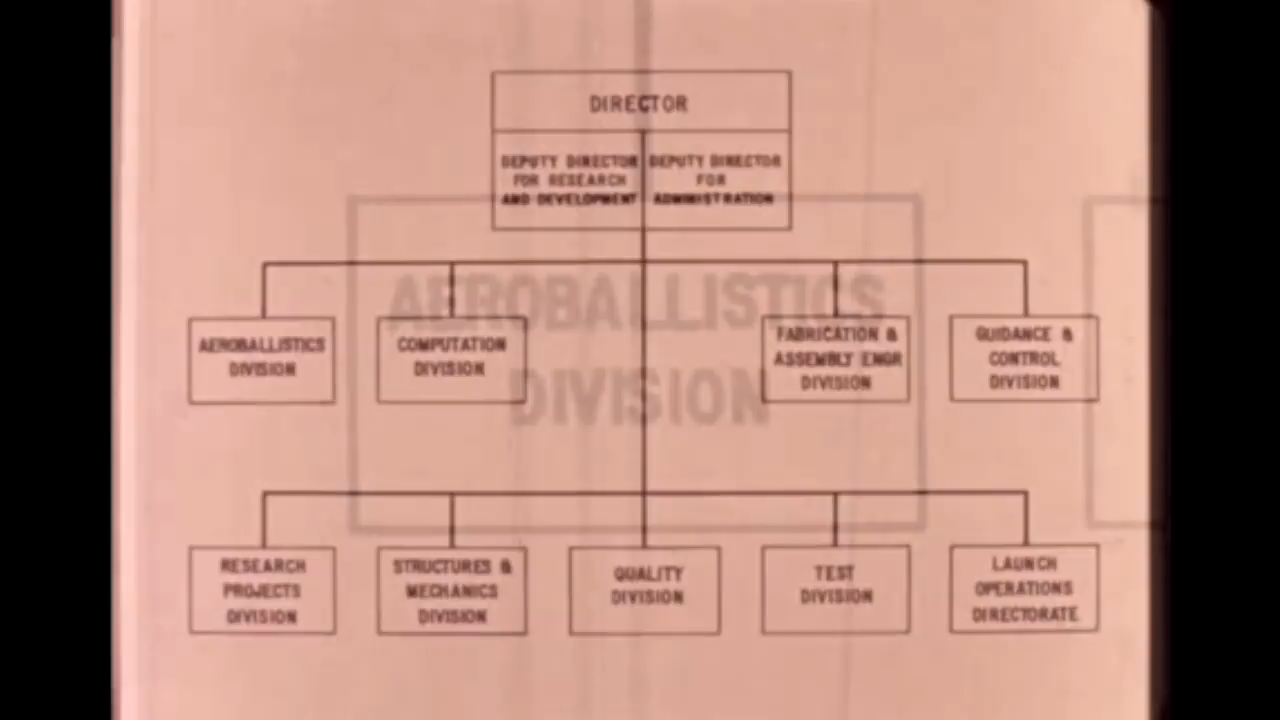 DIRECTOR
DEPUTY DIRECTOR
FOR RESEARCH
AND DEVELOPMENT
DEPUTY DIRECTOR
FOR
ADMINISTRATION
AEROBALLISTICS
DIVISION
AEROBALLISTICS
DIVISION
COMPUTATION
DIVISION
FABRICATION &
ASSEMBLY ENGR
DIVISION
GUIDANCE &
CONTROL
DIVISION
RESEARCH
PROJECTS
DIVISION
STRUCTURES &
MECHANICS
DIVISION
QUALITY
DIVISION
TEST
DIVISION
LAUNCH
OPERATIONS
DIRECTORATE